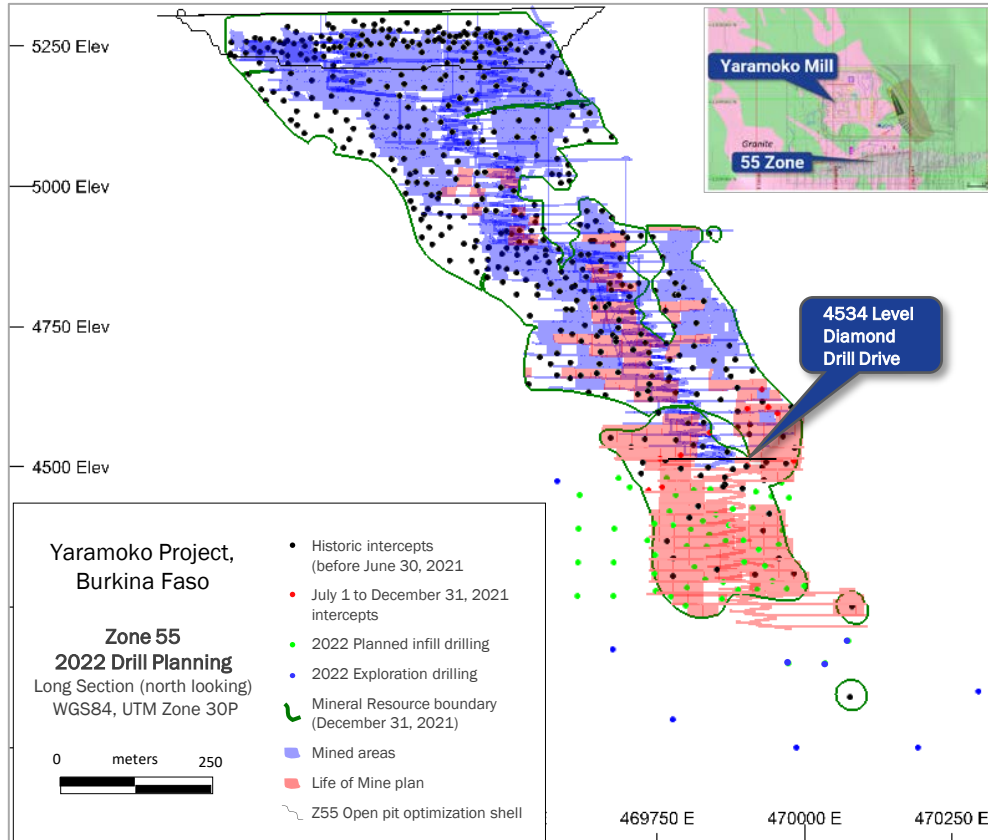 5250 Elev
5000 Elev
4750 Elev
4500 Elev
Yaramoko Mill
Granite
55 Zone
4534 Level
Diamond
Drill Drive
Yaramoko Project,
Burkina Faso
Zone 55
2022 Drill Planning
Long Section (north looking)
WGS84, UTM Zone 30P
0 meters 250
Historic intercepts
(before June 30, 2021
July 1 to December 31, 2021
intercepts
2022 Planned infill drilling
2022 Exploration drilling
Mineral Resource boundary
(December 31, 2021)
Mined areas
Life of Mine plan
Z55 Open pit optimization shell
469750 E
470000 E
470250 E